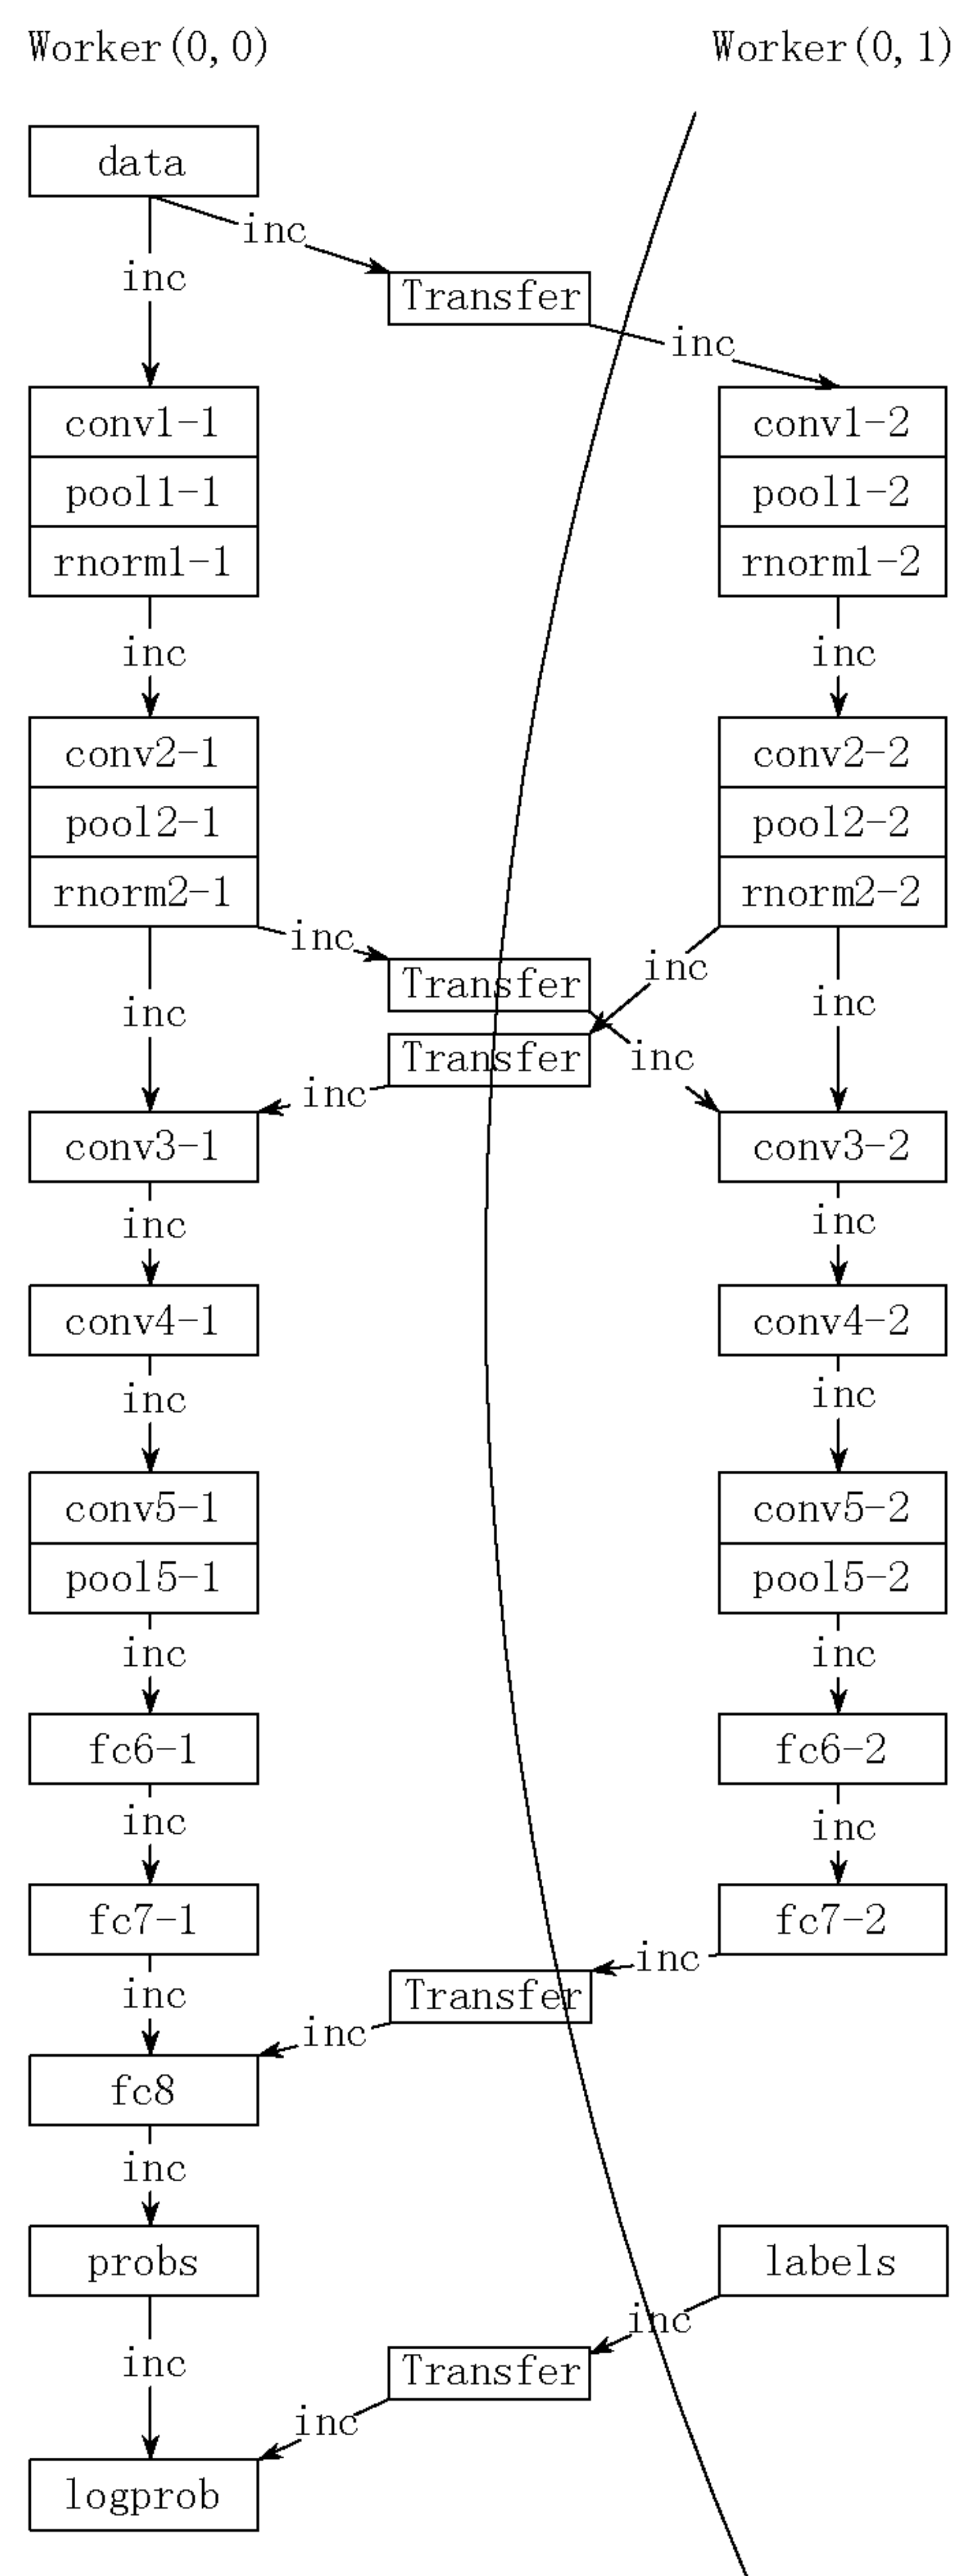 Worker(0,0)
Worker(0,1)
data
inc
inc
Transfer
inc
conv1-1
conv1-2
pool1-1
pool1-2
rnorm1-1
rnorm1-2
inc
inc
conv2-1
conv2-2
pool2-1
pool2-2
rnorm2-1
rnorm2-2
inc
inc
Transfer
inc
inc
Transfer
inc
inc
conv3-1
conv3-2
inc
inc
conv4-1
conv4-2
inc
inc
conv5-1
conv5-2
pool5-1
pool5-2
inc
inc
fc6-1
fc6-2
inc
inc
fc7-1
fc7-2
inc
inc
Transfer
inc
fc8
inc
probs
labels
inc
inc
Transfer
inc
logprob